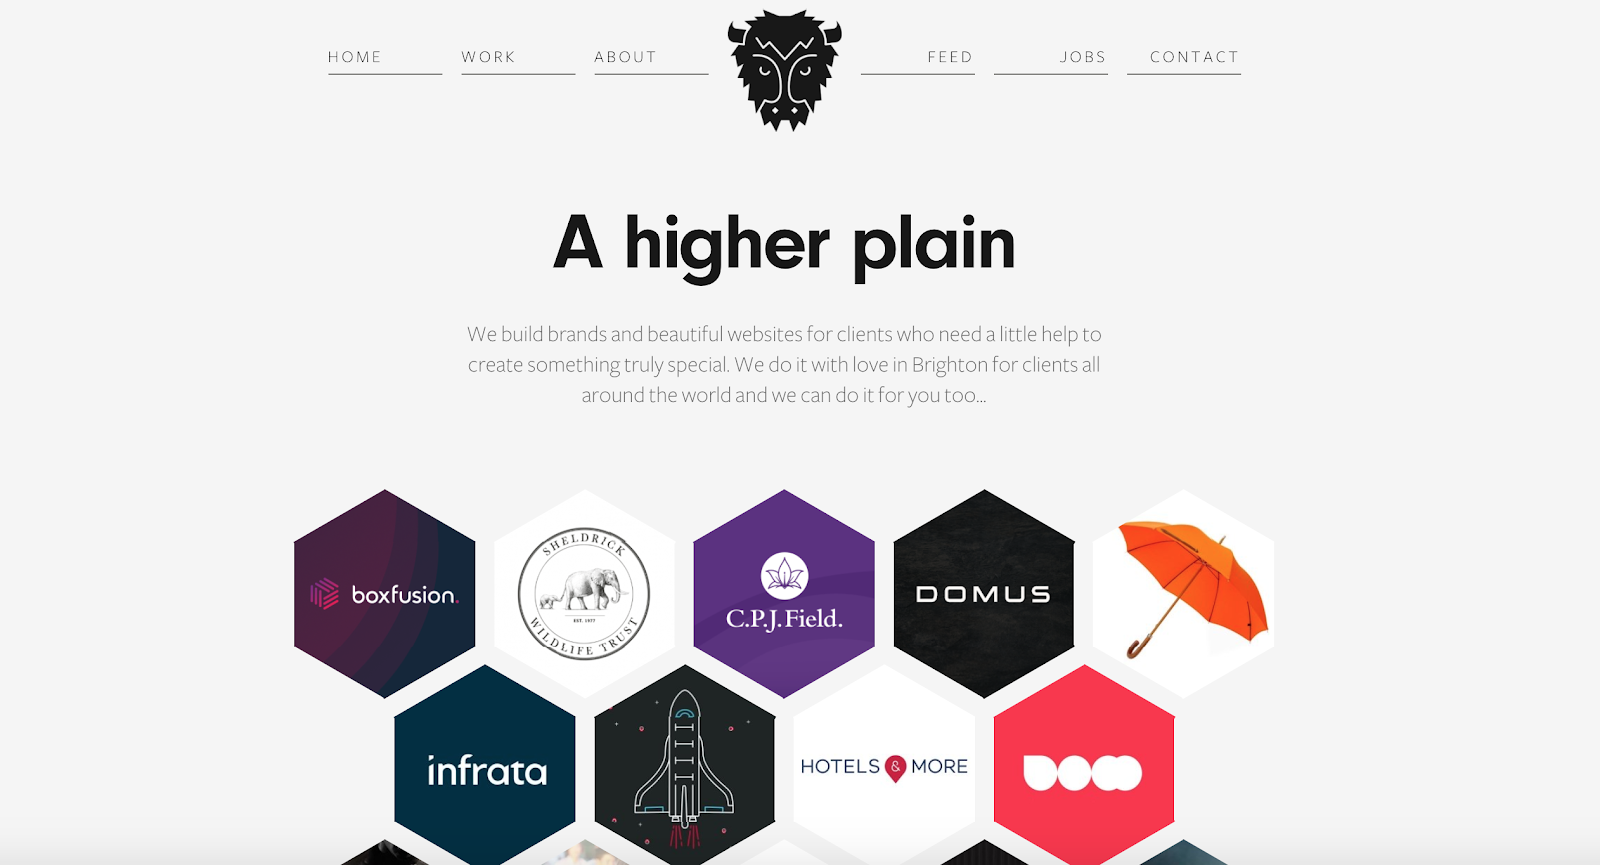 HOME
WORK
ABOUT
FEED
JOBS
CONTACT
A higher plain
We build brands and beautiful websites for clients who need a little help to
create something truly special. We do it with love in Brighton for clients all
around the world and we can do it for you too...
boxfusion.
SHELDRICK
EST. 1977
WILDLIFE TRUST
C.P.J. Field.
DOMUS
infrata
HOTELS & MORE